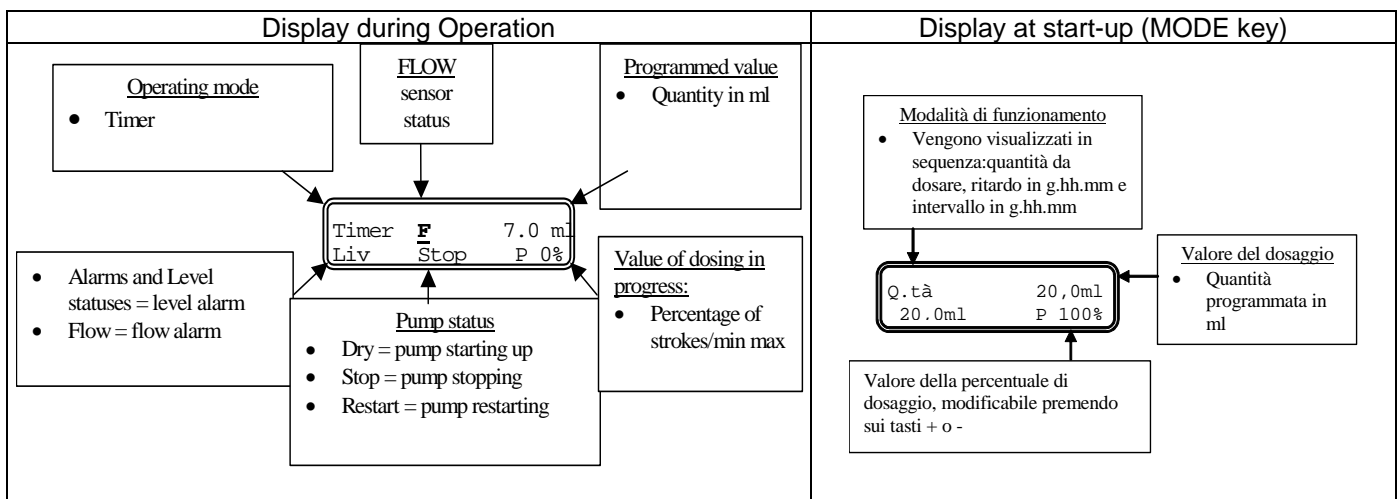 Display during Operation
Display at start-up (MODE key)
Operating mode
• Timer
FLOW
sensor
status
Programmed value
• Quantity in ml
Timer F 7.0 ml
Liv Stop P 0%
• Alarms and Level
statuses = level alarm
• Flow = flow alarm
Pump status
• Dry = pump starting up
• Stop = pump stopping
• Restart = pump restarting
Value of dosing in
progress:
• Percentage of
strokes/min max
Modalità di funzionamento
• Vengono visualizzati in
sequenza:quantità da
dosare, ritardo in g.hh.mm e
intervallo in g.hh.mm
Q.tà 20,0ml
20.0ml P 100%
Valore del dosaggio
• Quantità
programmata in
ml
Valore della percentuale di
dosaggio, modificabile premendo
sui tasti + o -